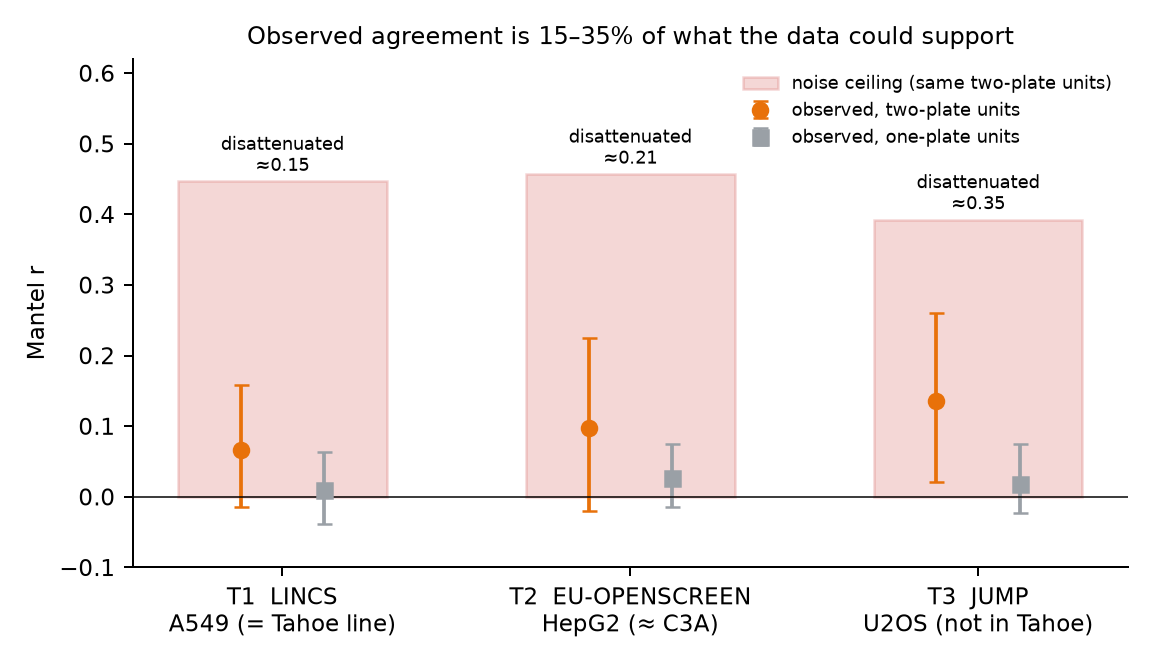 Observed agreement is 15–35% of what the data could support
noise ceiling (same two-plate units)
observed, two-plate units
observed, one-plate units
disattenuated
≈0.15
disattenuated
≈0.21
disattenuated
≈0.35
Mantel r
0.6
0.5
0.4
0.3
0.2
0.1
0.0
−0.1
T1 LINCS
A549 (= Tahoe line)
T2 EU-OPENSCREEN
HepG2 (≈ C3A)
T3 JUMP
U2OS (not in Tahoe)